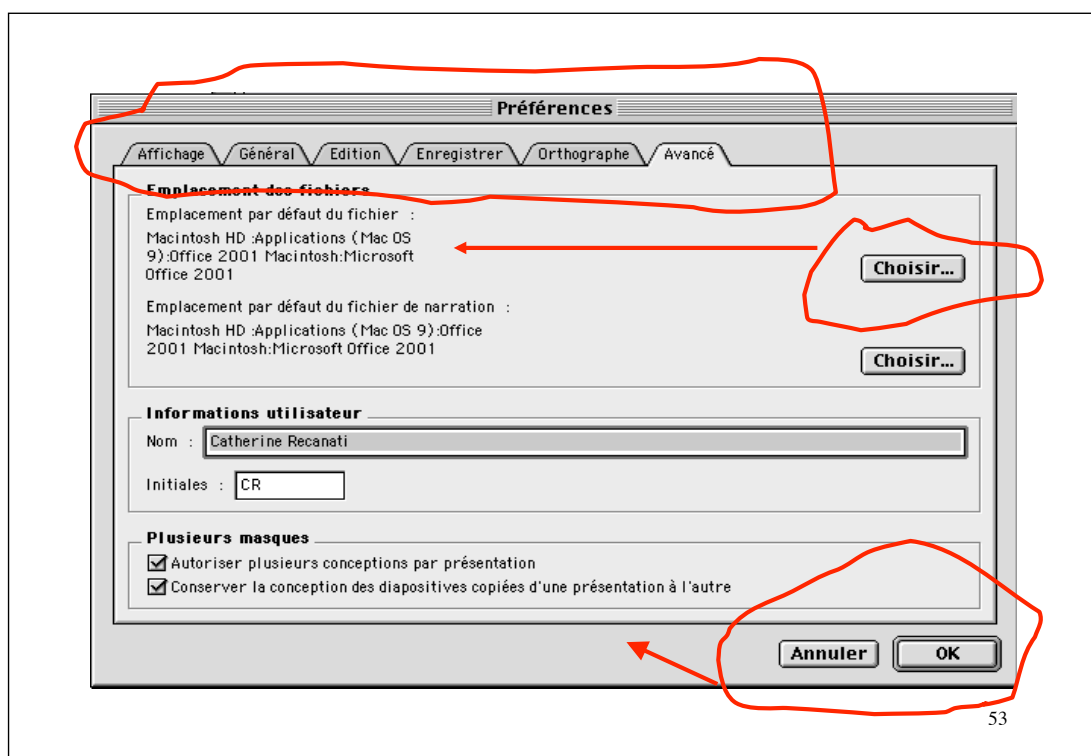 Préférences
Affichage Général Edition Enregistrer Orthographe Avancé
Emplacement des fichiers
Emplacement par défaut du fichier :
Macintosh HD :Applications (Mac OS
9):Office 2001 Macintosh:Microsoft
Office 2001
Choisir...
Emplacement par défaut du fichier de narration :
Macintosh HD :Applications (Mac OS 9):Office
2001 Macintosh:Microsoft Office 2001
Choisir...
Informations utilisateur
Nom : Catherine Recanati
Initiales : CR
Plusieurs masques
Autoriser plusieurs conceptions par présentation
Conserver la conception des diapositives copiées d'une présentation à l'autre
Annuler OK
53